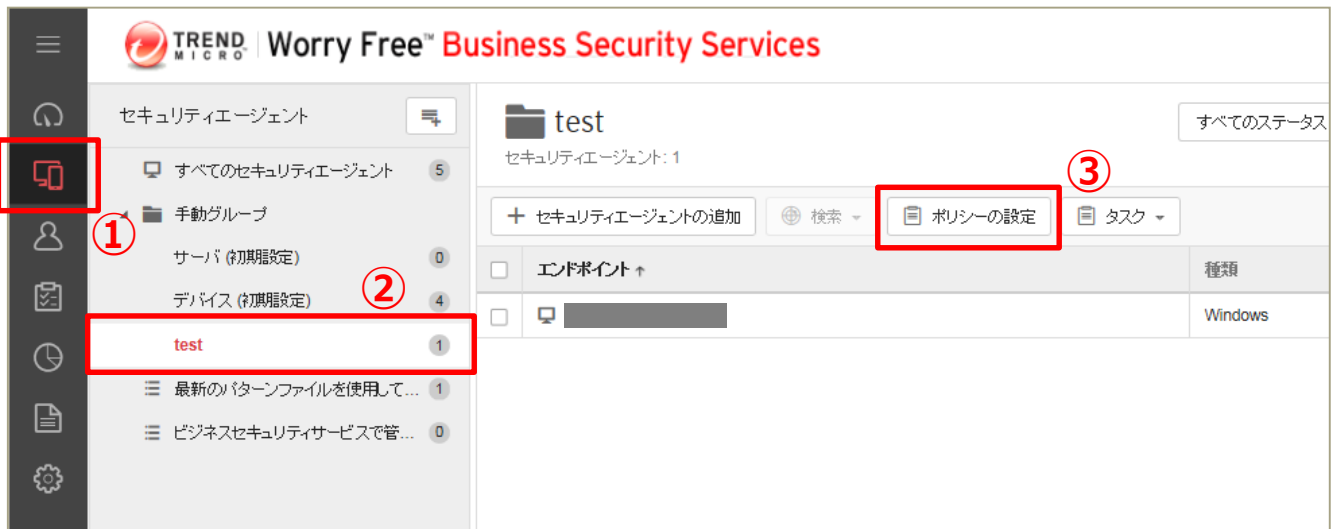 TREND MICRO Worry Free™ Business Security Services
セキュリティエージェント
すべてのセキュリティエージェント 5
① 手動グループ
サーバ (初期設定) 0
デバイス (初期設定) ② 4
test 1
最新のパターンファイルを使用して... 1
ビジネスセキュリティサービスで管... 0
test
すべてのステータス
セキュリティエージェント: 1
③
+ セキュリティエージェントの追加 検索 ポリシーの設定 タスク
エンドポイント ↑ 種類
Windows